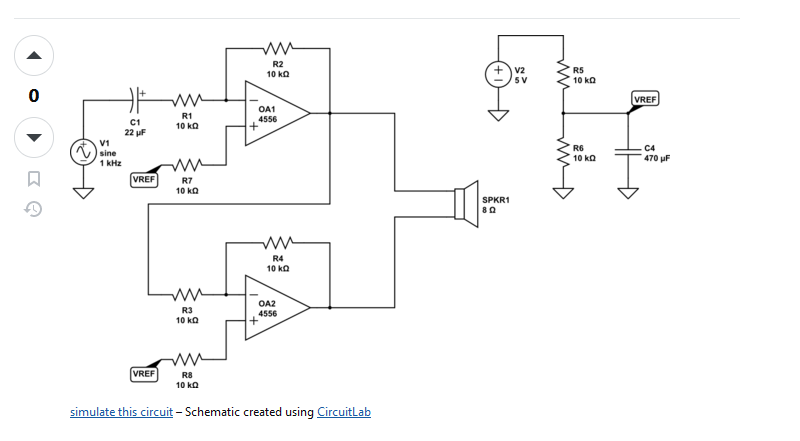 0
R2
10 kΩ
+
C1
22 μF
R1
10 kΩ
−
OA1
4556
+
V1
sine
1 kHz
VREF
R7
10 kΩ
+
−
V2
5 V
R5
10 kΩ
VREF
R6
10 kΩ
C4
470 μF
SPKR1
8 Ω
R4
10 kΩ
R3
10 kΩ
−
OA2
4556
+
VREF
R8
10 kΩ
simulate this circuit – Schematic created using CircuitLab